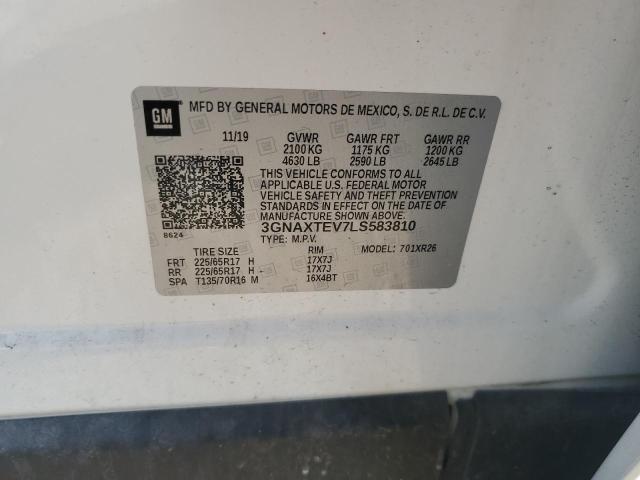 GM MFD BY GENERAL MOTORS DE MEXICO, S. DE R.L. DE C.V.
11/19 GVWR GAWR FRT GAWR RR
2100 KG 1175 KG 1200 KG
4630 LB 2590 LB 2645 LB
THIS VEHICLE CONFORMS TO ALL
APPLICABLE U.S. FEDERAL MOTOR
VEHICLE SAFETY AND THEFT PREVENTION
STANDARDS IN EFFECT ON THE DATE OF
MANUFACTURE SHOWN ABOVE.
8624 3GNAXTEV7LS583810
TYPE: M.P.V. MODEL: 701XR26
TIRE SIZE RIM
FRT 225/65R17 H 17X7J
RR 225/65R17 H 17X7J
SPA T135/70R16 M 16X4BT